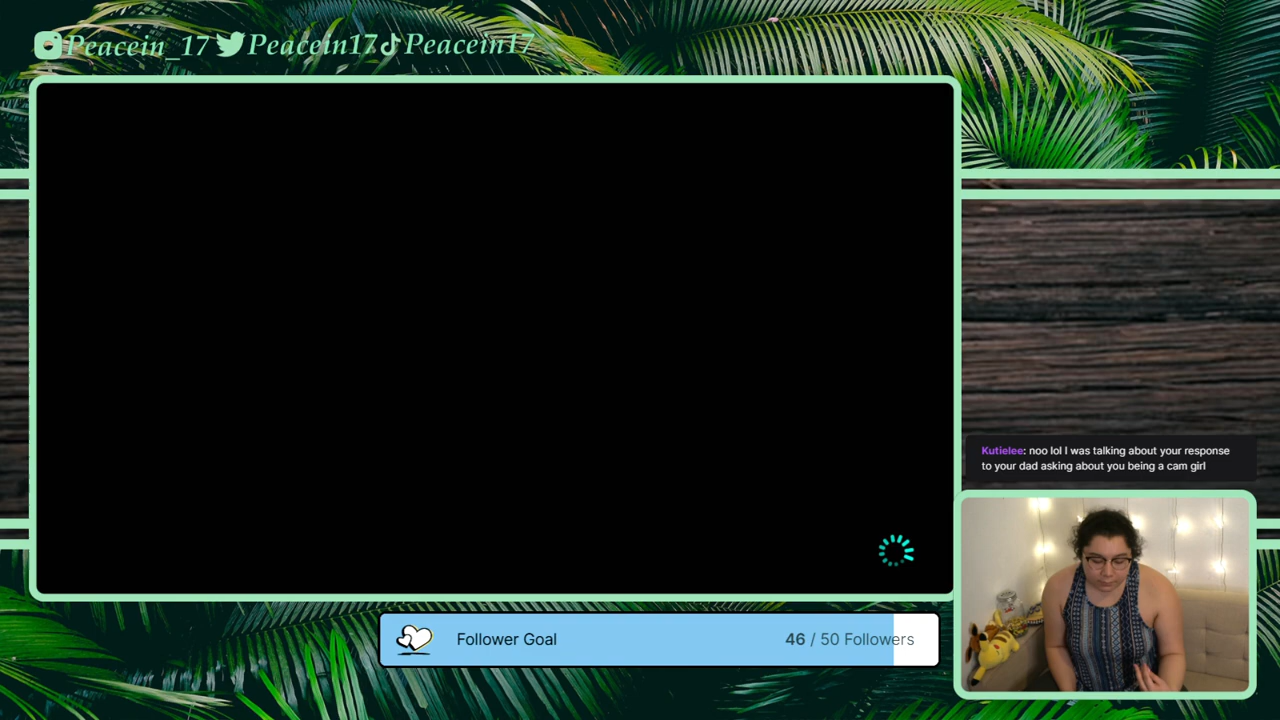 Peacein_17 Peacein17 Peacein17
Kutielee: noo lol I was talking about your response
to your dad asking about you being a cam girl
Follower Goal 46 / 50 Followers